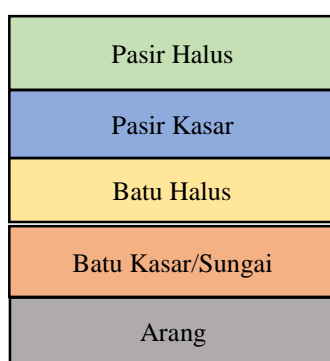 Pasir Halus
Pasir Kasar
Batu Halus
Batu Kasar/Sungai
Arang